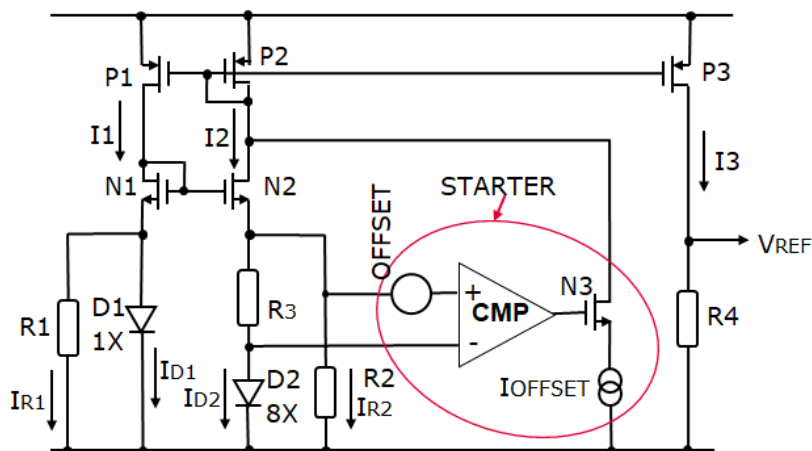 P1
P2
P3
I1
I2
I3
N1
N2
STARTER
OFFSET
VREF
+
CMP
-
N3
R1
D1
1X
R3
R4
IR1
ID1
ID2
D2
8X
R2
IR2
IOFFSET